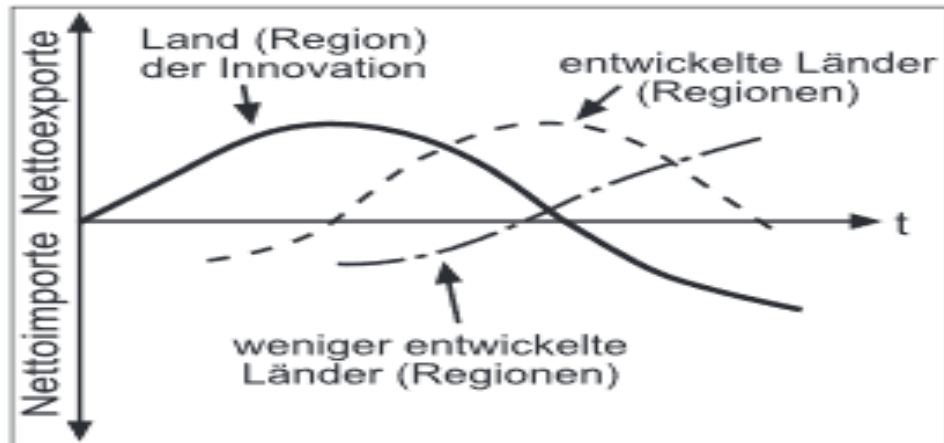 Land (Region)
der Innovation
entwickelte Länder
(Regionen)
Nettoexporte
Nettoimporte
t
weniger entwickelte
Länder (Regionen)